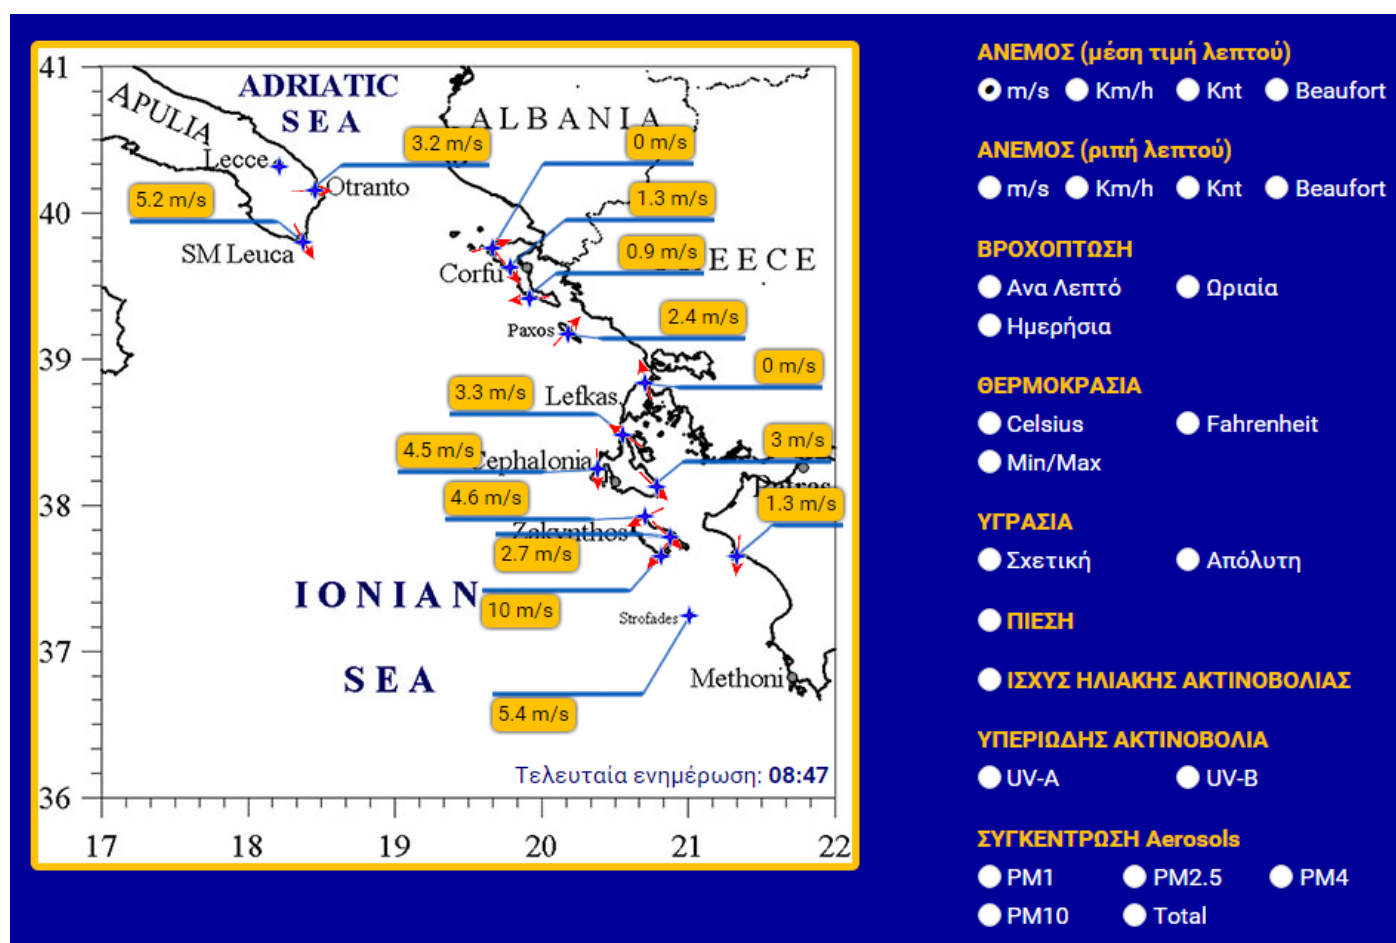 41
40
39
38
37
36
17
18
19
20
21
22
ADRIATIC
SEA
APULIA
ALBANIA
Lecce
Otranto
SM Leuca
Corfu
Paxos
Lefkas
Cephalonia
Patras
Zakynthos
IONIAN
SEA
Strofades
Methoni
3.2 m/s
0 m/s
5.2 m/s
1.3 m/s
0.9 m/s
2.4 m/s
0 m/s
3.3 m/s
3 m/s
4.5 m/s
4.6 m/s
1.3 m/s
2.7 m/s
10 m/s
5.4 m/s
Τελευταία ενημέρωση: 08:47
ΑΝΕΜΟΣ (μέση τιμή λεπτού)
m/s Km/h Knt Beaufort
ΑΝΕΜΟΣ (ριπή λεπτού)
m/s Km/h Knt Beaufort
ΒΡΟΧΟΠΤΩΣΗ
Ανα Λεπτό Ωριαία
Ημερήσια
ΘΕΡΜΟΚΡΑΣΙΑ
Celsius Fahrenheit
Min/Max
ΥΓΡΑΣΙΑ
Σχετική Απόλυτη
ΠΙΕΣΗ
ΙΣΧΥΣ ΗΛΙΑΚΗΣ ΑΚΤΙΝΟΒΟΛΙΑΣ
ΥΠΕΡΙΩΔΗΣ ΑΚΤΙΝΟΒΟΛΙΑ
UV-A UV-B
ΣΥΓΚΕΝΤΡΩΣΗ Aerosols
PM1 PM2.5 PM4
PM10 Total